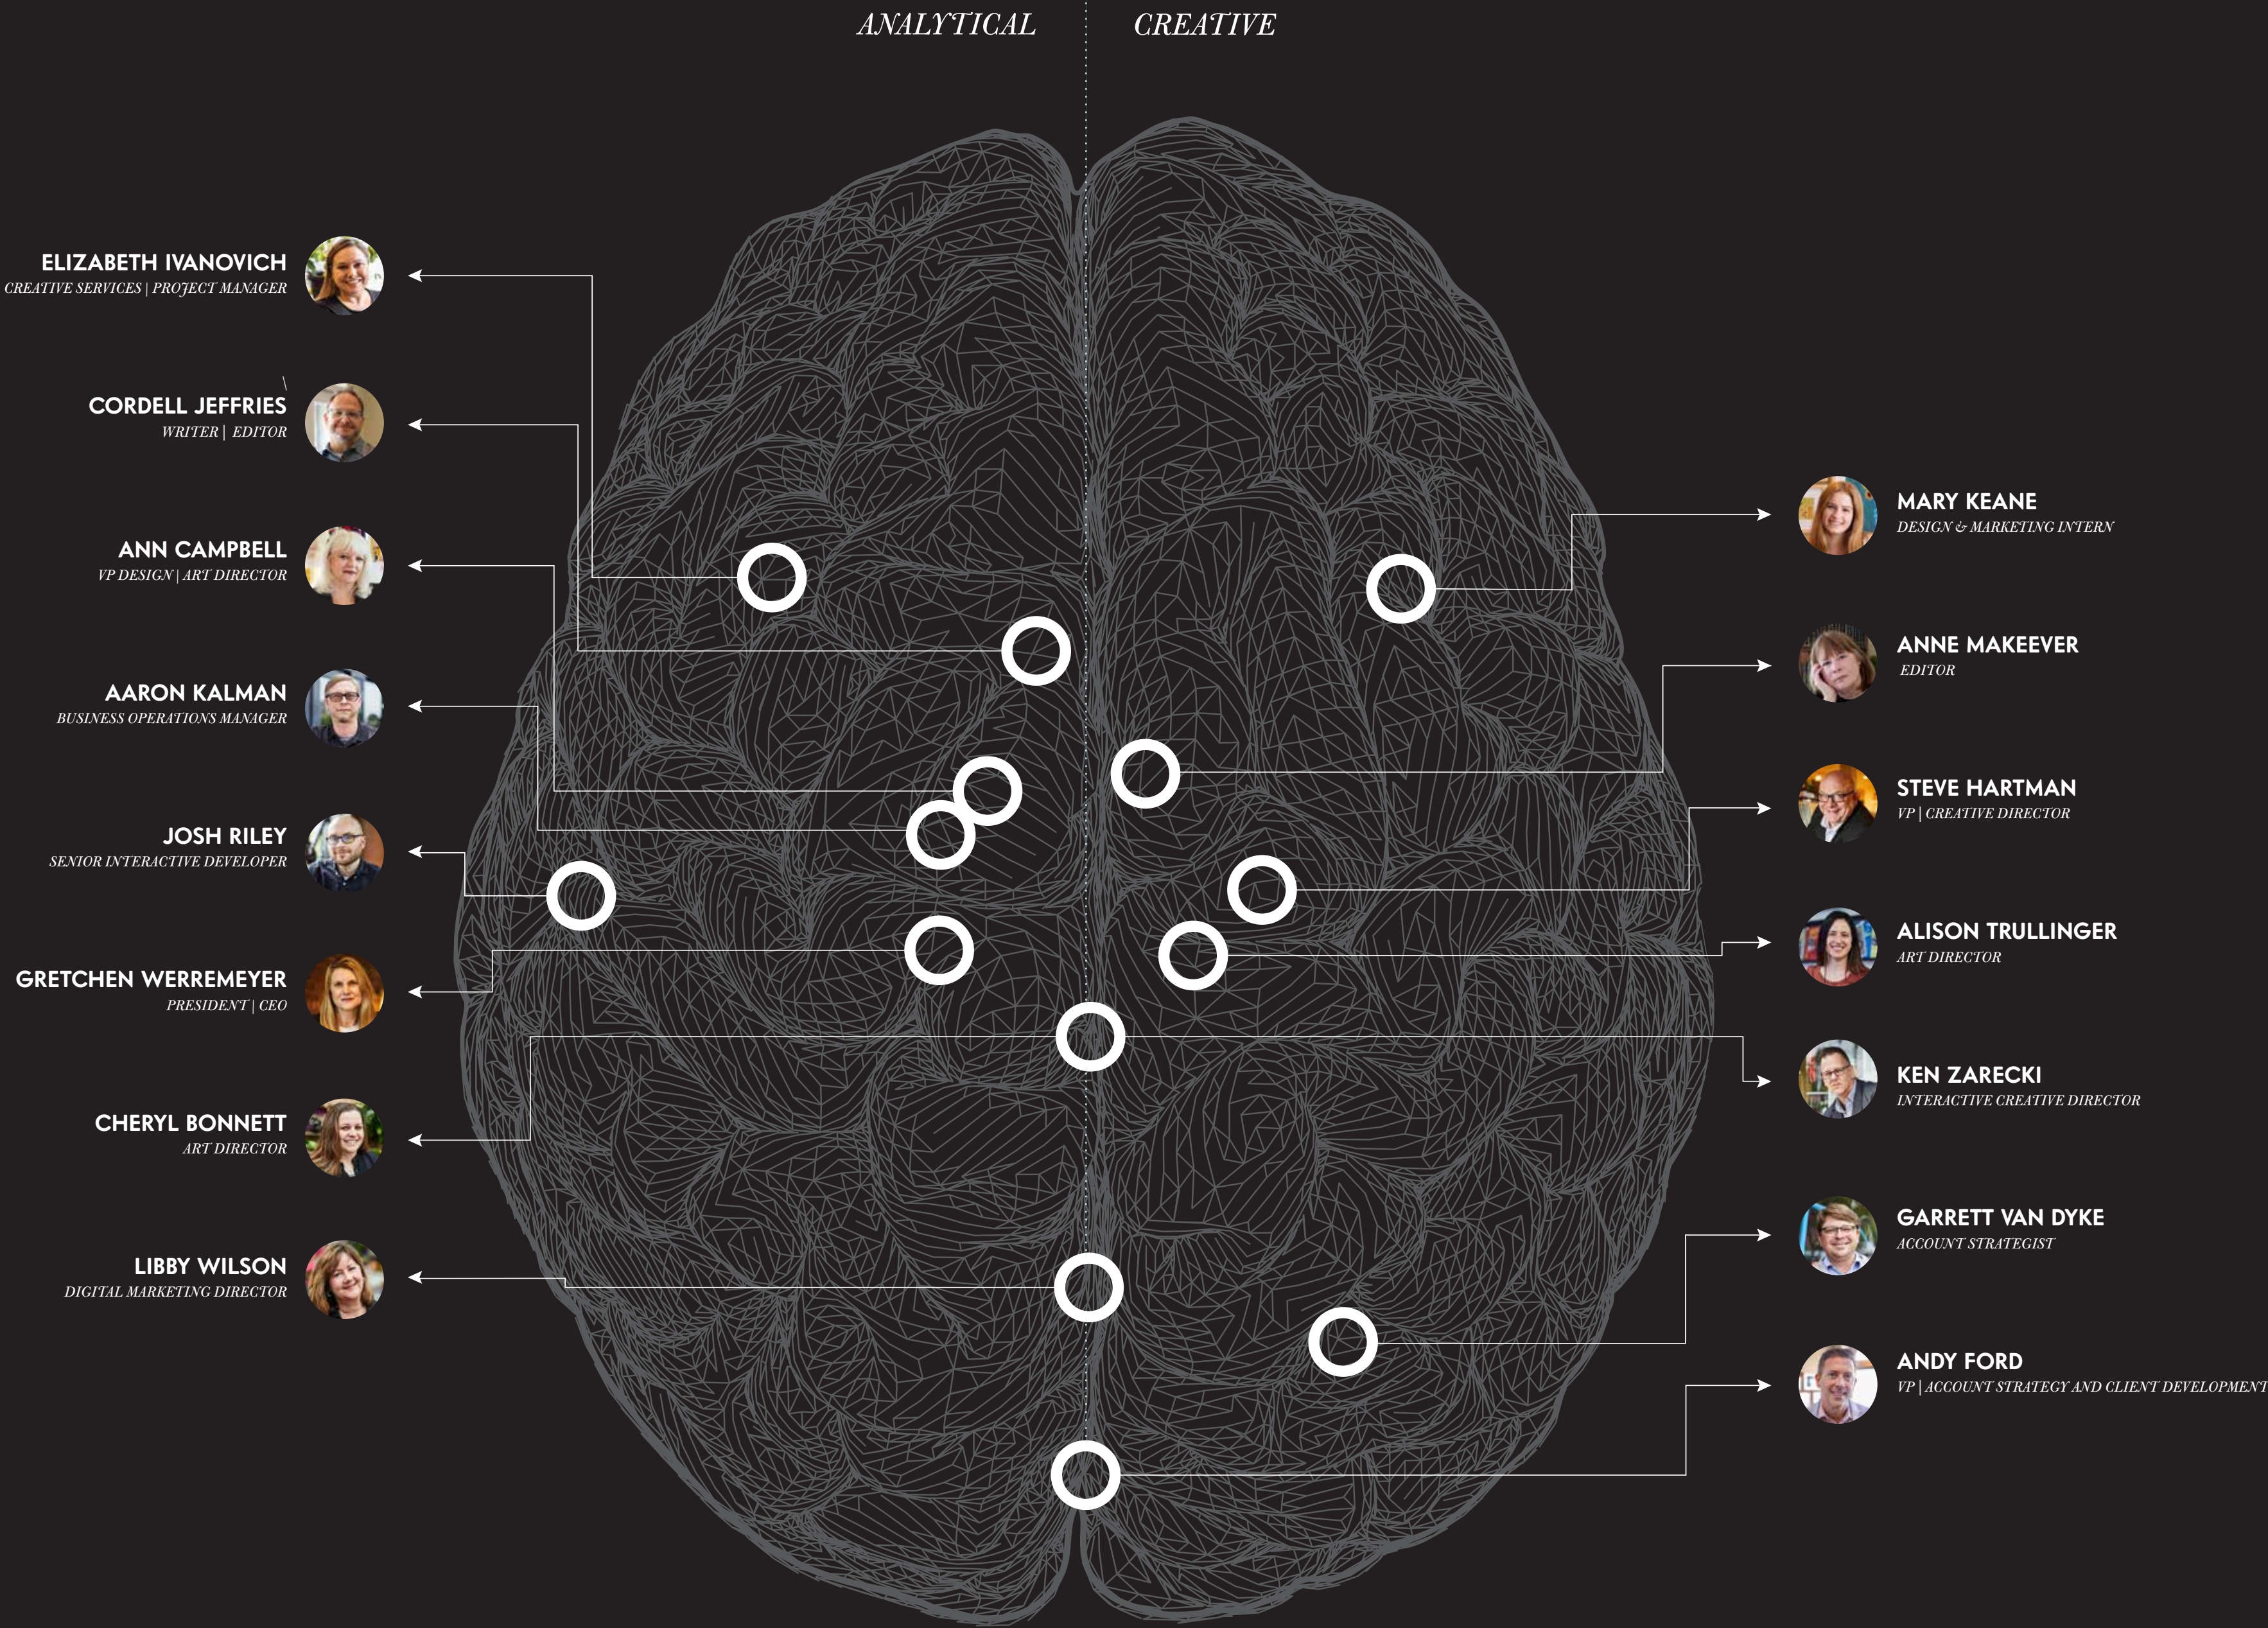 ANALYTICAL
CREATIVE
ELIZABETH IVANOVICH
CREATIVE SERVICES | PROJECT MANAGER
\
CORDELL JEFFRIES
WRITER | EDITOR
ANN CAMPBELL
VP DESIGN | ART DIRECTOR
AARON KALMAN
BUSINESS OPERATIONS MANAGER
JOSH RILEY
SENIOR INTERACTIVE DEVELOPER
GRETCHEN WERREMEYER
PRESIDENT | CEO
CHERYL BONNETT
ART DIRECTOR
LIBBY WILSON
DIGITAL MARKETING DIRECTOR
MARY KEANE
DESIGN & MARKETING INTERN
ANNE MAKEEVER
EDITOR
STEVE HARTMAN
VP | CREATIVE DIRECTOR
ALISON TRULLINGER
ART DIRECTOR
KEN ZARECKI
INTERACTIVE CREATIVE DIRECTOR
GARRETT VAN DYKE
ACCOUNT STRATEGIST
ANDY FORD
VP | ACCOUNT STRATEGY AND CLIENT DEVELOPMENT